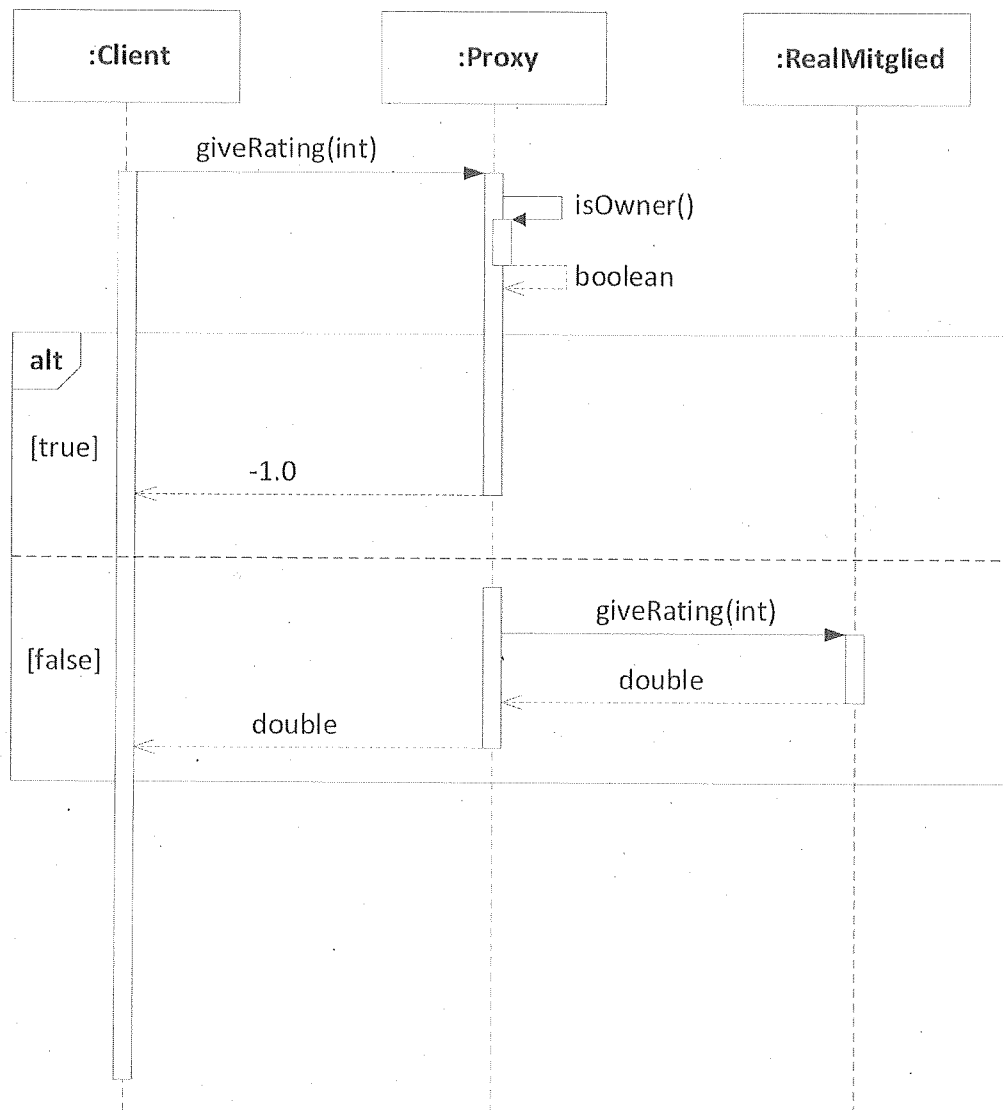 :Client
:Proxy
:RealMitglied
giveRating(int)
isOwner()
boolean
alt
[true]
-1.0
giveRating(int)
[false]
double
double